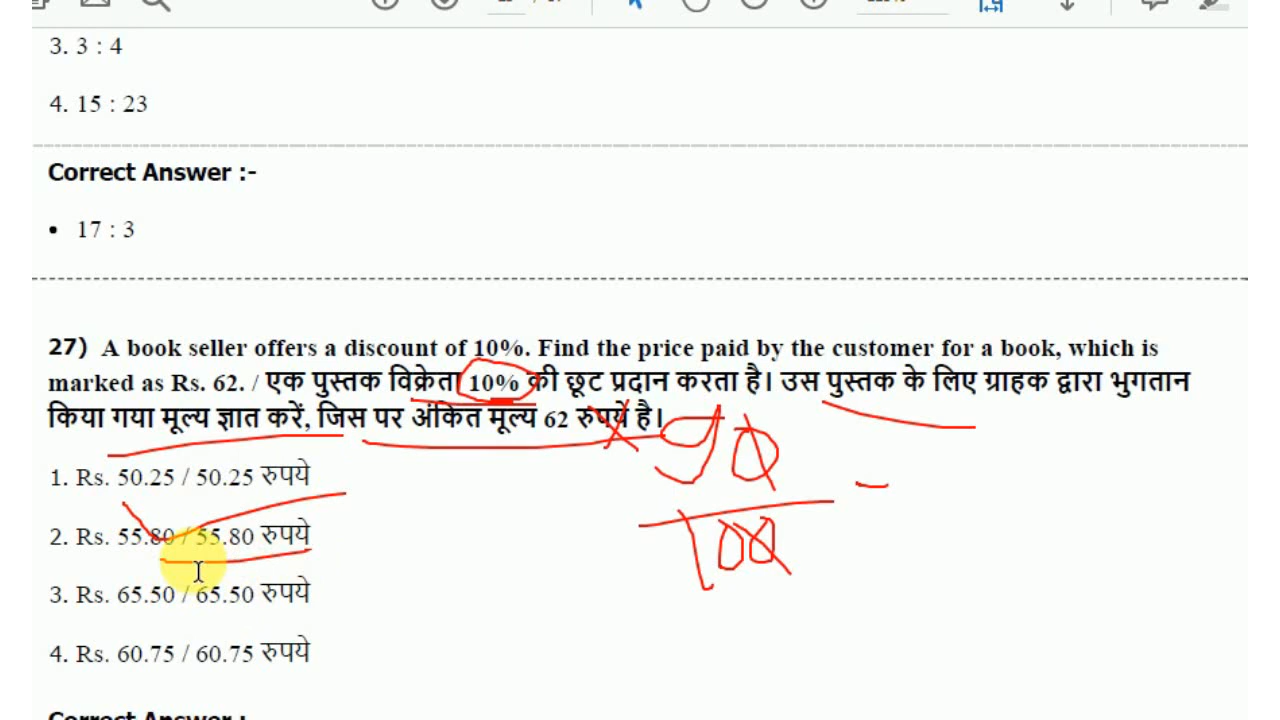 3. 3 : 4
4. 15 : 23
Correct Answer :-
• 17 : 3
27) A book seller offers a discount of 10%. Find the price paid by the customer for a book, which is
marked as Rs. 62. / एक पुस्तक विक्रेता 10% की छूट प्रदान करता है। उस पुस्तक के लिए ग्राहक द्वारा भुगतान
किया गया मूल्य ज्ञात करें, जिस पर अंकित मूल्य 62 रुपये है।
× 90
100
1. Rs. 50.25 / 50.25 रुपये
2. Rs. 55.80 / 55.80 रुपये
3. Rs. 65.50 / 65.50 रुपये
4. Rs. 60.75 / 60.75 रुपये
Correct Answer :-